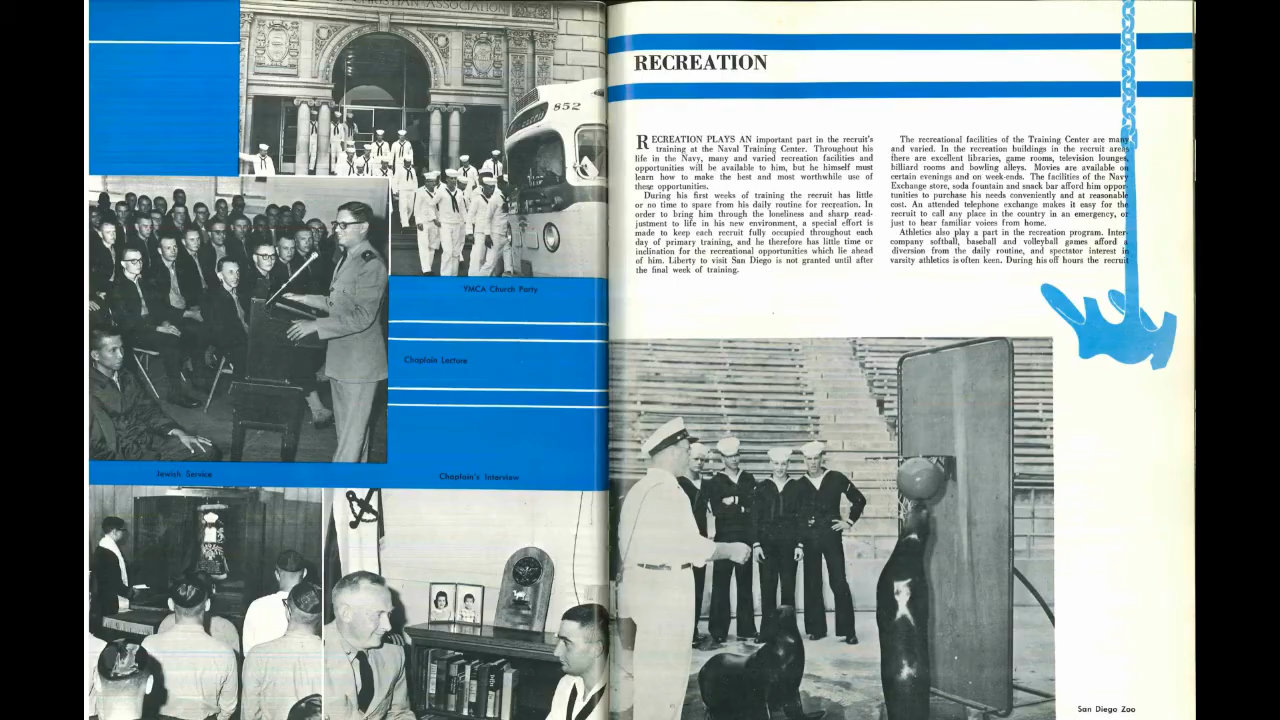 CHRISTIAN ASSOCIATION
852
YMCA Church Party
Chaplain Lecture
Jewish Service
Chaplain's Interview
RECREATION
RECREATION PLAYS AN important part in the recruit's
training at the Naval Training Center. Throughout his
life in the Navy, many and varied recreation facilities and
opportunities will be available to him, but he himself must
learn how to make the best and most worthwhile use of
these opportunities.
During his first weeks of training the recruit has little
or no time to spare from his daily routine for recreation. In
order to bring him through the loneliness and sharp read-
justment to life in his new environment, a special effort is
made to keep each recruit fully occupied throughout each
day of primary training, and he therefore has little time or
inclination for the recreational opportunities which lie ahead
of him. Liberty to visit San Diego is not granted until after
the final week of training.
The recreational facilities of the Training Center are many
and varied. In the recreation buildings in the recruit areas
there are excellent libraries, game rooms, television lounges,
billiard rooms and bowling alleys. Movies are available on
certain evenings and on week-ends. The facilities of the Navy
Exchange store, soda fountain and snack bar afford him oppor-
tunities to purchase his needs conveniently and at reasonable
cost. An attended telephone exchange makes it easy for the
recruit to call any place in the country in an emergency, or
just to hear familiar voices from home.
Athletics also play a part in the recreation program. Inter-
company softball, baseball and volleyball games afford a
diversion from the daily routine, and spectator interest in
varsity athletics is often keen. During his off hours the recruit
San Diego Zoo